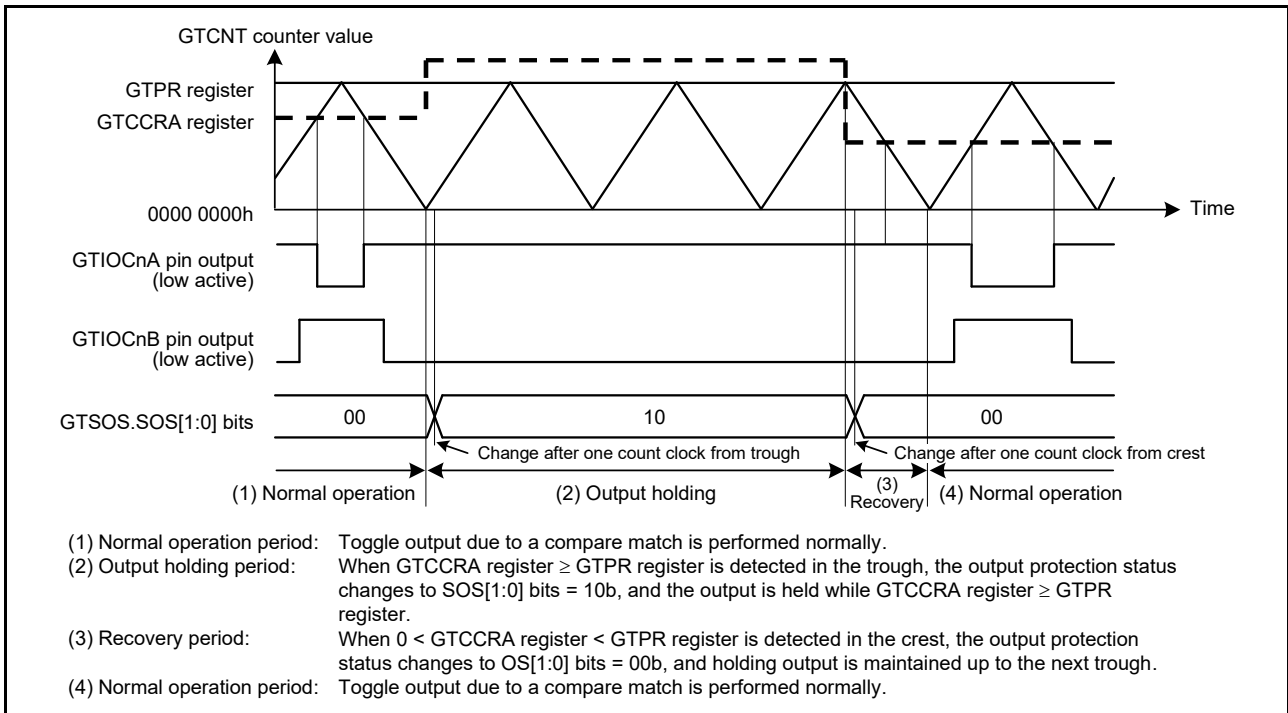 GTCNT counter value
GTPR register
GTCCRA register
0000 0000h
Time
GTIOCnA pin output
(low active)
GTIOCnB pin output
(low active)
GTSOS.SOS[1:0] bits
00
10
00
Change after one count clock from trough
Change after one count clock from crest
(1) Normal operation
(2) Output holding
(3)
Recovery
(4) Normal operation
(1) Normal operation period: Toggle output due to a compare match is performed normally.
(2) Output holding period: When GTCCRA register ≥ GTPR register is detected in the trough, the output protection status
changes to SOS[1:0] bits = 10b, and the output is held while GTCCRA register ≥ GTPR
register.
(3) Recovery period: When 0 < GTCCRA register < GTPR register is detected in the crest, the output protection
status changes to OS[1:0] bits = 00b, and holding output is maintained up to the next trough.
(4) Normal operation period: Toggle output due to a compare match is performed normally.